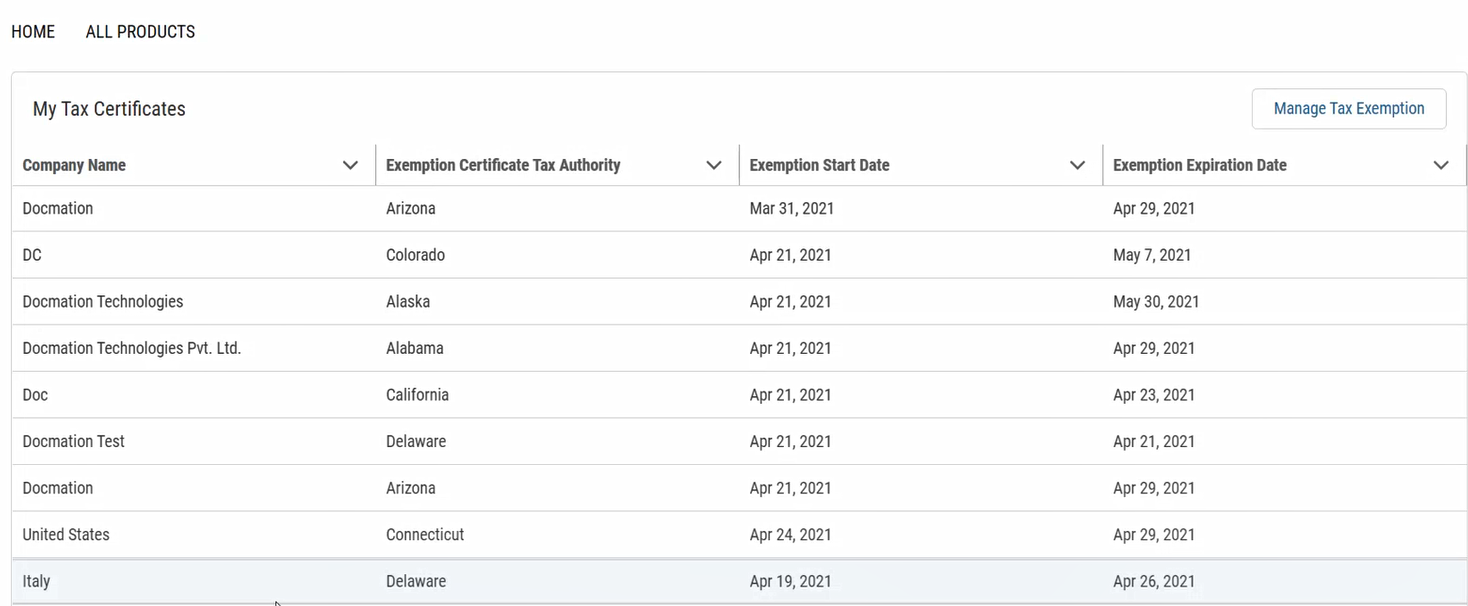 HOME ALL PRODUCTS
My Tax Certificates Manage Tax Exemption
Company Name Exemption Certificate Tax Authority Exemption Start Date Exemption Expiration Date
Docmation Arizona Mar 31, 2021 Apr 29, 2021
DC Colorado Apr 21, 2021 May 7, 2021
Docmation Technologies Alaska Apr 21, 2021 May 30, 2021
Docmation Technologies Pvt. Ltd. Alabama Apr 21, 2021 Apr 29, 2021
Doc California Apr 21, 2021 Apr 23, 2021
Docmation Test Delaware Apr 21, 2021 Apr 21, 2021
Docmation Arizona Apr 21, 2021 Apr 29, 2021
United States Connecticut Apr 24, 2021 Apr 29, 2021
Italy Delaware Apr 19, 2021 Apr 26, 2021